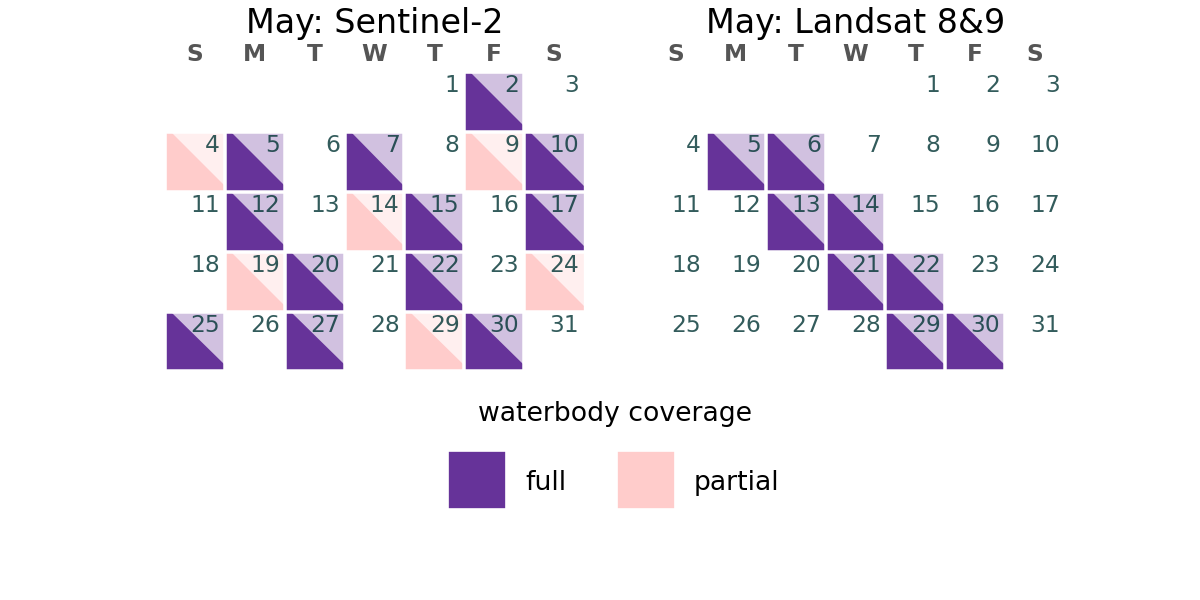 May: Sentinel-2
S M T W T F S
1 2 3
4 5 6 7 8 9 10
11 12 13 14 15 16 17
18 19 20 21 22 23 24
25 26 27 28 29 30 31
May: Landsat 8&9
S M T W T F S
1 2 3
4 5 6 7 8 9 10
11 12 13 14 15 16 17
18 19 20 21 22 23 24
25 26 27 28 29 30 31
waterbody coverage
full partial